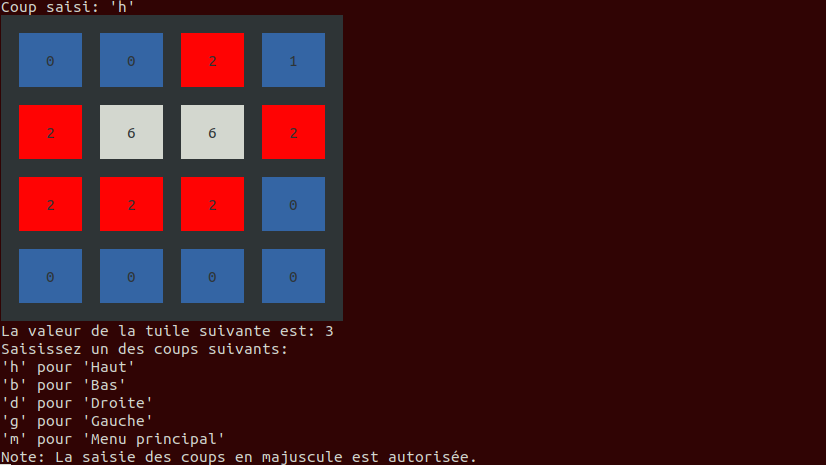 Coup saisi: 'h'
0 0 2 1
2 6 6 2
2 2 2 0
0 0 0 0
La valeur de la tuile suivante est: 3
Saisissez un des coups suivants:
'h' pour 'Haut'
'b' pour 'Bas'
'd' pour 'Droite'
'g' pour 'Gauche'
'm' pour 'Menu principal'
Note: La saisie des coups en majuscule est autorisée.